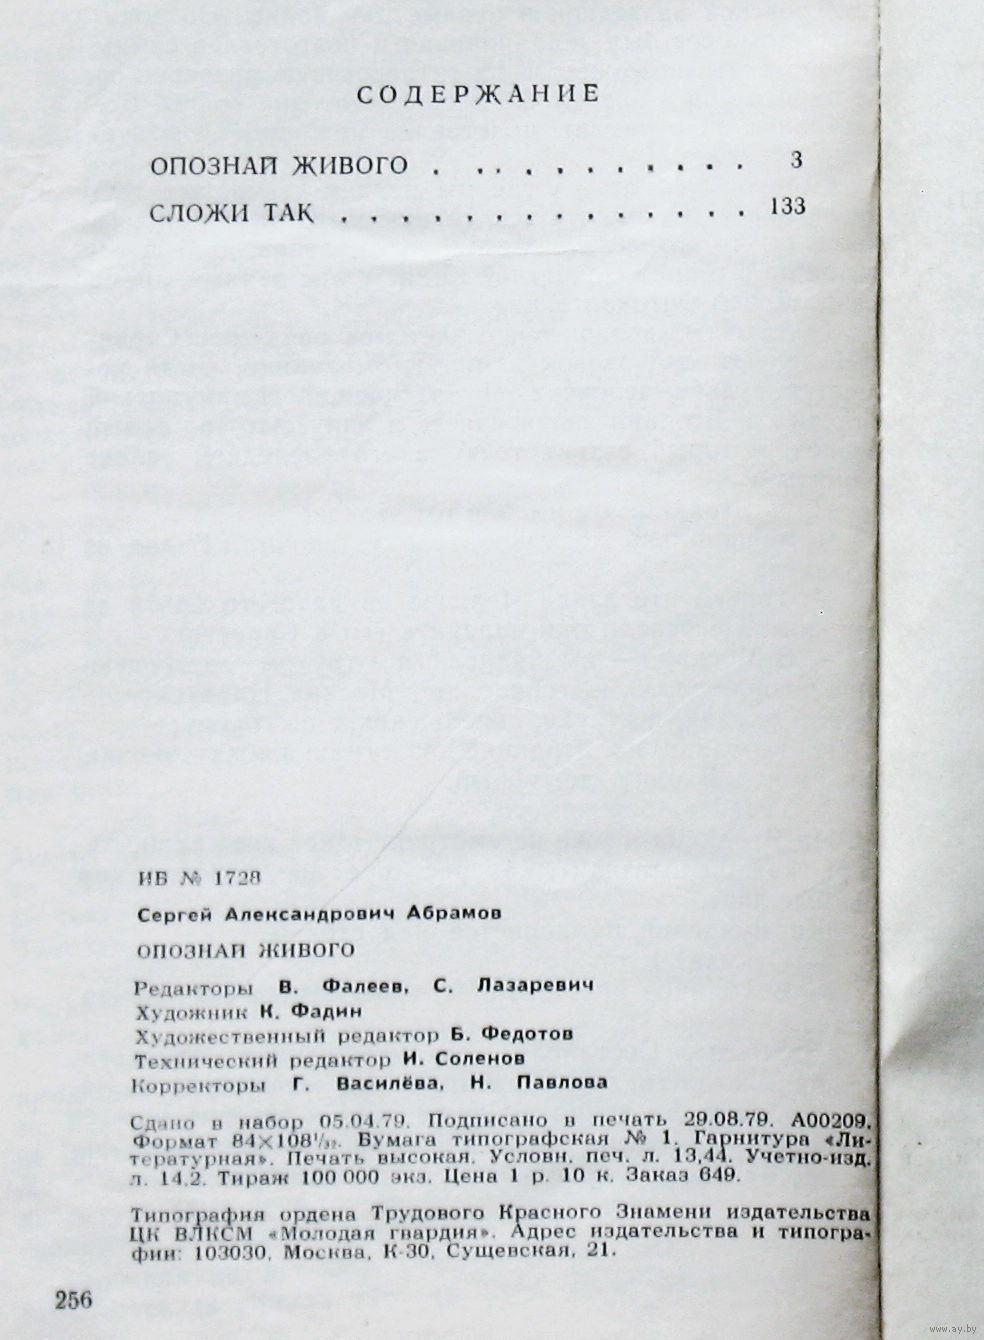 СОДЕРЖАНИЕ
ОПОЗНАЙ ЖИВОГО . . . . . . . . . . . 3
СЛОЖИ ТАК . . . . . . . . . . . . . . 133
ИБ № 1728
Сергей Александрович Абрамов
ОПОЗНАЙ ЖИВОГО
Редакторы В. Фалеев, С. Лазаревич
Художник К. Фадин
Художественный редактор Б. Федотов
Технический редактор И. Соленов
Корректоры Г. Василёва, Н. Павлова
Сдано в набор 05.04.79. Подписано в печать 29.08.79. А00209.
Формат 84×108¹/₃₂. Бумага типографская № 1. Гарнитура «Ли-
тературная». Печать высокая. Условн. печ. л. 13,44. Учетно-изд.
л. 14,2. Тираж 100 000 экз. Цена 1 р. 10 к. Заказ 649.
Типография ордена Трудового Красного Знамени издательства
ЦК ВЛКСМ «Молодая гвардия». Адрес издательства и типогра-
фии: 103030, Москва, К-30, Сущевская, 21.
256
www.ay.by